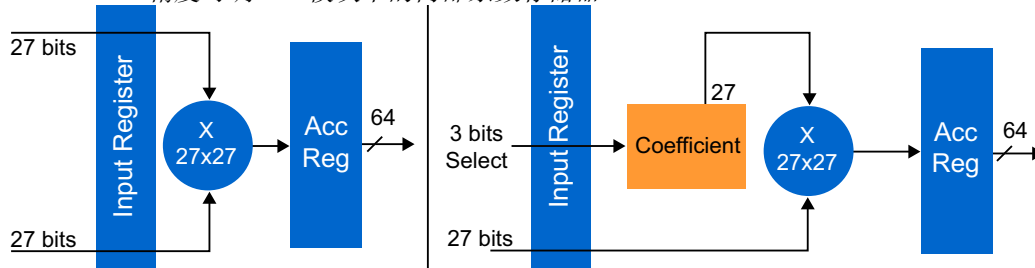 27 bits
Input Register
X
27x27
Acc
Reg
64
27 bits
3 bits
Select
Input Register
Coefficient
27
X
27x27
Acc
Reg
64
27 bits